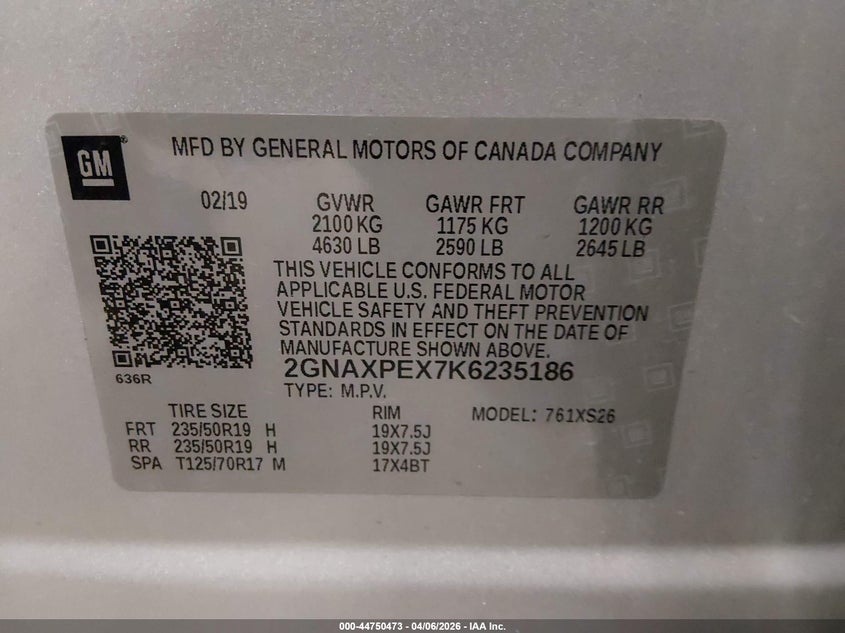 GM
MFD BY GENERAL MOTORS OF CANADA COMPANY
02/19 GVWR GAWR FRT GAWR RR
2100 KG 1175 KG 1200 KG
4630 LB 2590 LB 2645 LB
THIS VEHICLE CONFORMS TO ALL
APPLICABLE U.S. FEDERAL MOTOR
VEHICLE SAFETY AND THEFT PREVENTION
STANDARDS IN EFFECT ON THE DATE OF
MANUFACTURE SHOWN ABOVE.
636R
2GNAXPEX7K6235186
TYPE: M.P.V.
TIRE SIZE RIM MODEL: 761XS26
FRT 235/50R19 H 19X7.5J
RR 235/50R19 H 19X7.5J
SPA T125/70R17 M 17X4BT
000-44750473 - 04/06/2026 - IAA Inc.